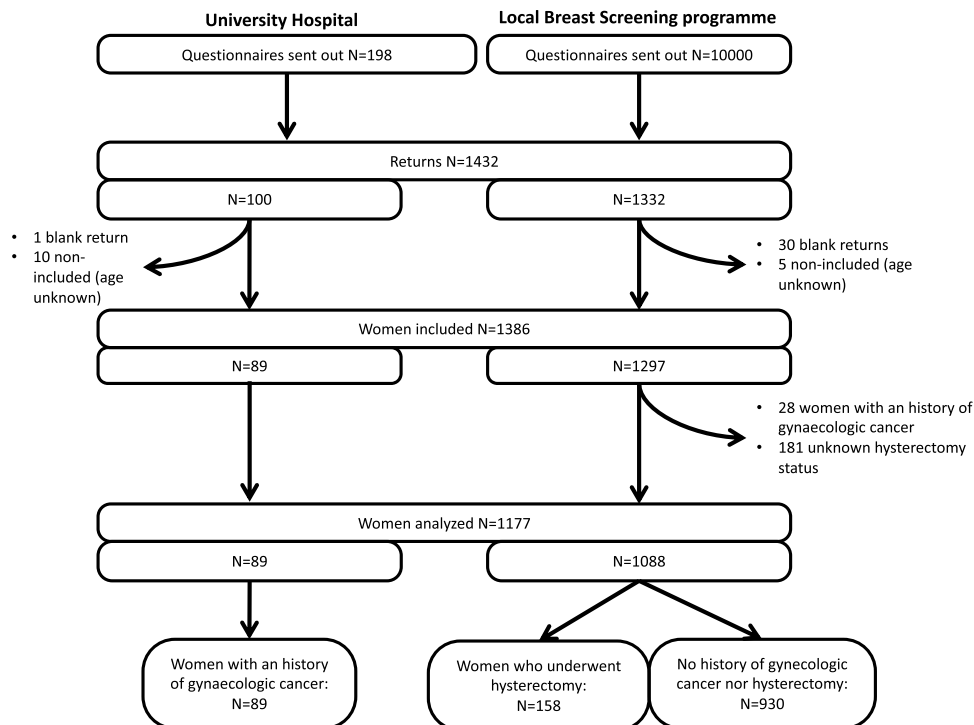 University Hospital
Local Breast Screening programme
Questionnaires sent out N=198
Questionnaires sent out N=10000
Returns N=1432
N=100
N=1332
• 1 blank return
• 10 non-
included (age
unknown)
• 30 blank returns
• 5 non-included (age
unknown)
Women included N=1386
N=89
N=1297
• 28 women with an history of
gynaecologic cancer
• 181 unknown hysterectomy
status
Women analyzed N=1177
N=89
N=1088
Women with an history
of gynaecologic cancer:
N=89
Women who underwent
hysterectomy:
N=158
No history of gynecologic
cancer nor hysterectomy:
N=930